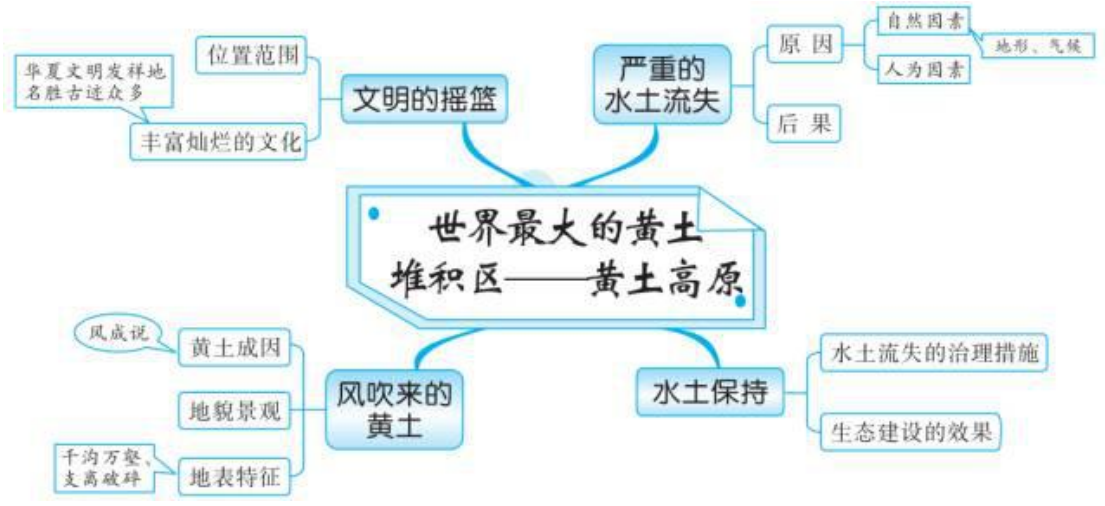 世界最大的黄土
堆积区——黄土高原
文明的摇篮
位置范围
丰富灿烂的文化
华夏文明发祥地
名胜古迹众多
严重的
水土流失
原因
自然因素
地形、气候
人为因素
后果
风吹来的
黄土
黄土成因
风成说
地貌景观
地表特征
千沟万壑、
支离破碎
水土保持
水土流失的治理措施
生态建设的效果